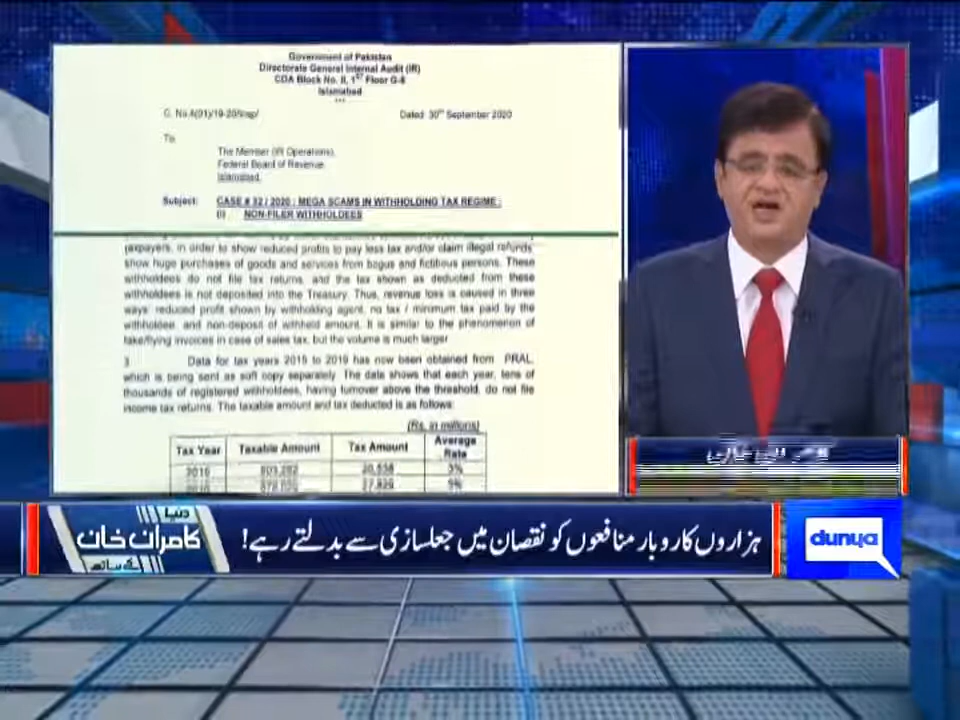 Government of Pakistan
Directorate General Internal Audit (IR)
CDA Block No. II, 1ST Floor G-6
Islamabad
Dated 30th September 2020
To
The Member (IR Operations),
Federal Board of Revenue
Islamabad.
Subject: CASE # 32 / 2020 : MEGA SCAMS IN WITHHOLDING TAX REGIME :
(i) NON-FILER WITHHOLDEES
taxpayers, in order to show reduced profits to pay less tax and/or claim illegal refunds,
show huge purchases of goods and services from bogus and fictitious persons. These
withholdees do not file tax returns, and the tax shown as deducted from these
withholdees is not deposited into the Treasury. Thus, revenue loss is caused in three
ways: reduced profit shown by withholding agent, no tax / minimum tax paid by the
withholdee, and non-deposit of withheld amount. It is similar to the phenomenon of
fake/flying invoices in case of sales tax, but the volume is much larger.
3 Data for tax years 2015 to 2019 has now been obtained from PRAL,
which is being sent as soft copy separately. The data shows that each year, tens of
thousands of registered withholdees, having turnover above the threshold, do not file
income tax returns. The taxable amount and tax deducted is as follows:
(Rs. in millions)
Tax Year Taxable Amount Tax Amount Average Rate
دنیا
کامران خان
کے ساتھ
ہزاروں کاروبار منافعوں کو نقصان میں جعلسازی سے بدلتے رہے!
dunya